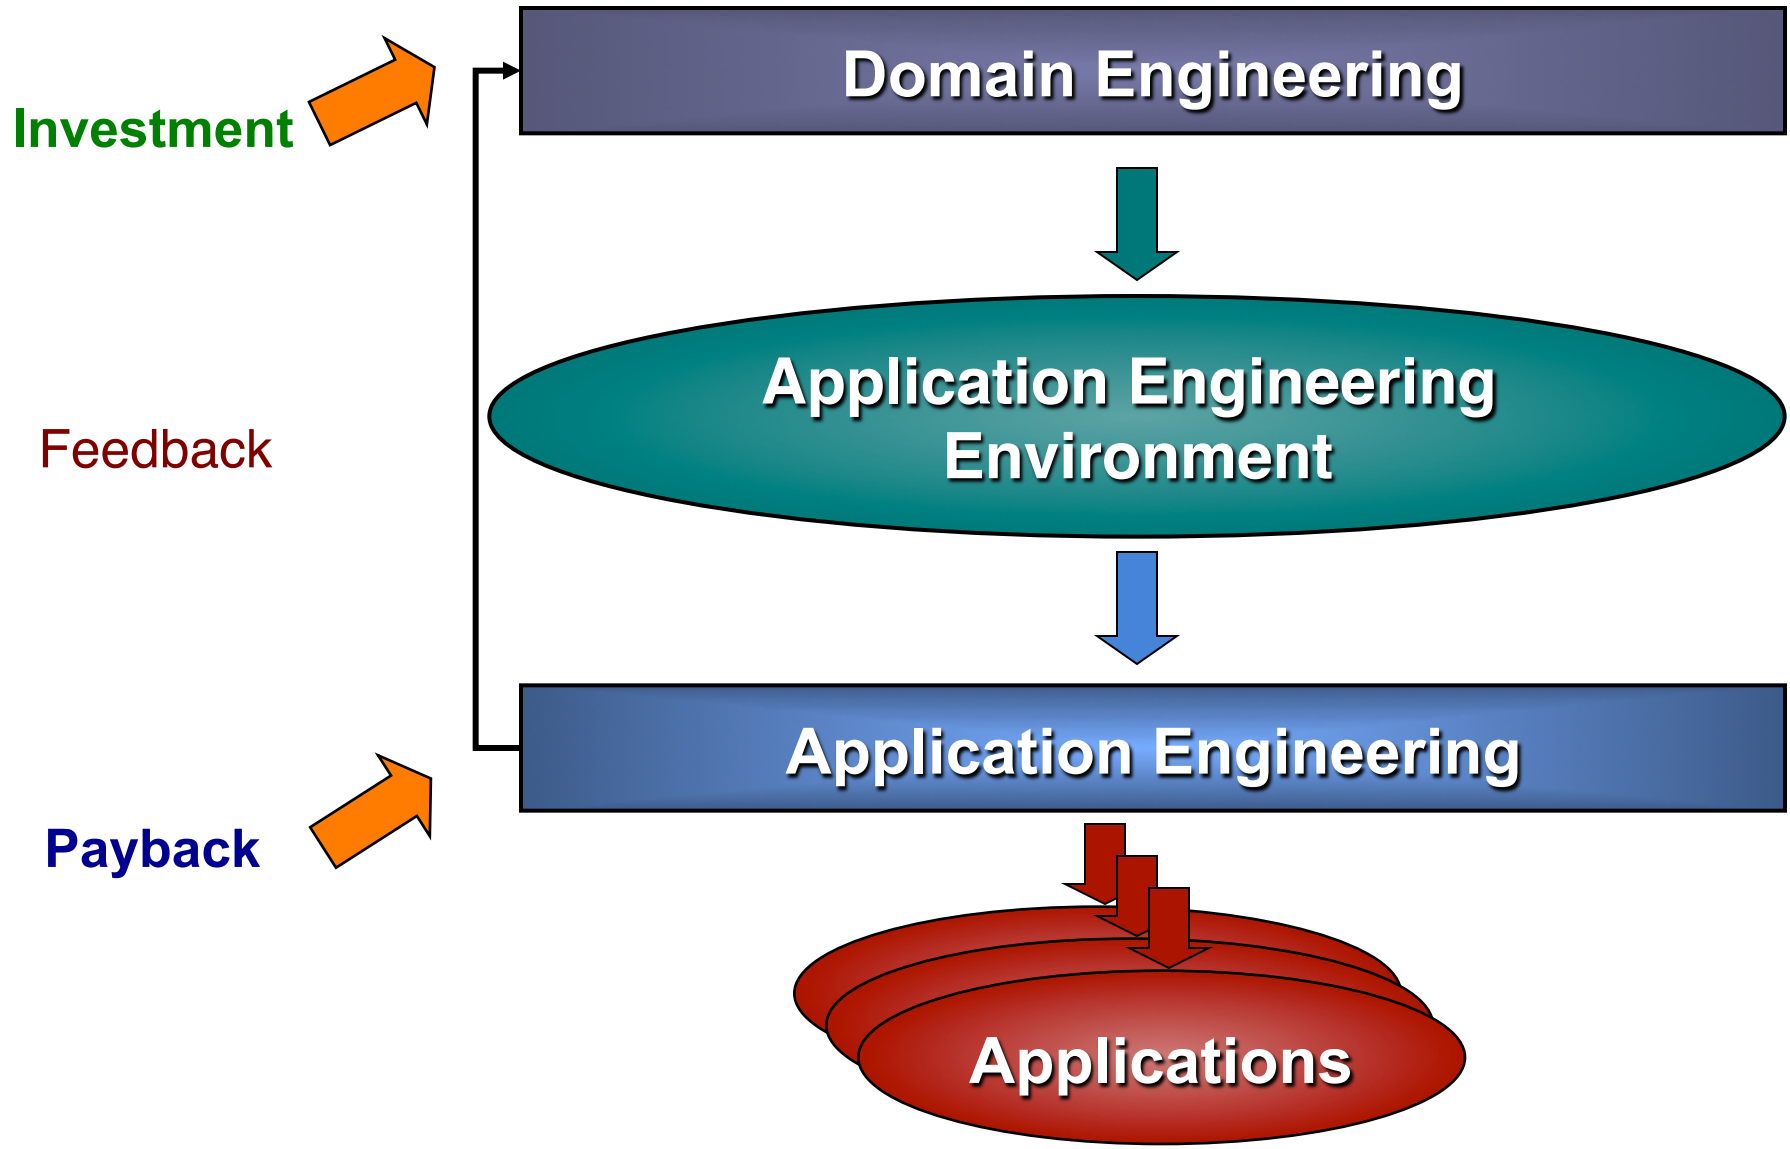 Domain Engineering
Investment
Application Engineering
Environment
Feedback
Application Engineering
Payback
Applications